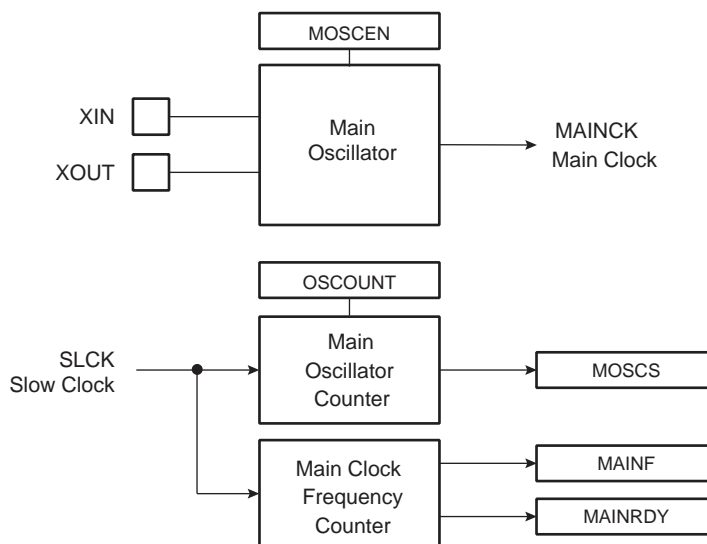 MOSCEN
XIN
XOUT
Main
Oscillator
MAINCK
Main Clock
OSCOUNT
SLCK
Slow Clock
Main
Oscillator
Counter
MOSCS
Main Clock
Frequency
Counter
MAINF
MAINRDY